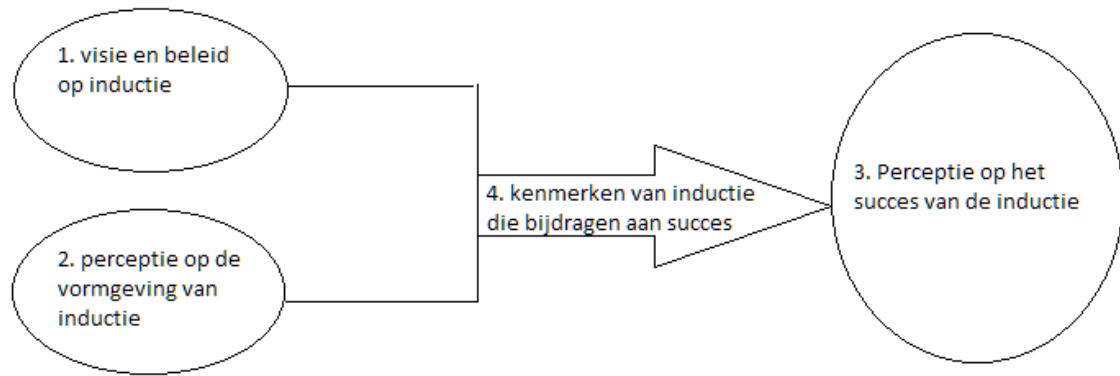 1. visie en beleid
op inductie
2. perceptie op de
vormgeving van
inductie
4. kenmerken van inductie
die bijdragen aan succes
3. Perceptie op het
succes van de inductie